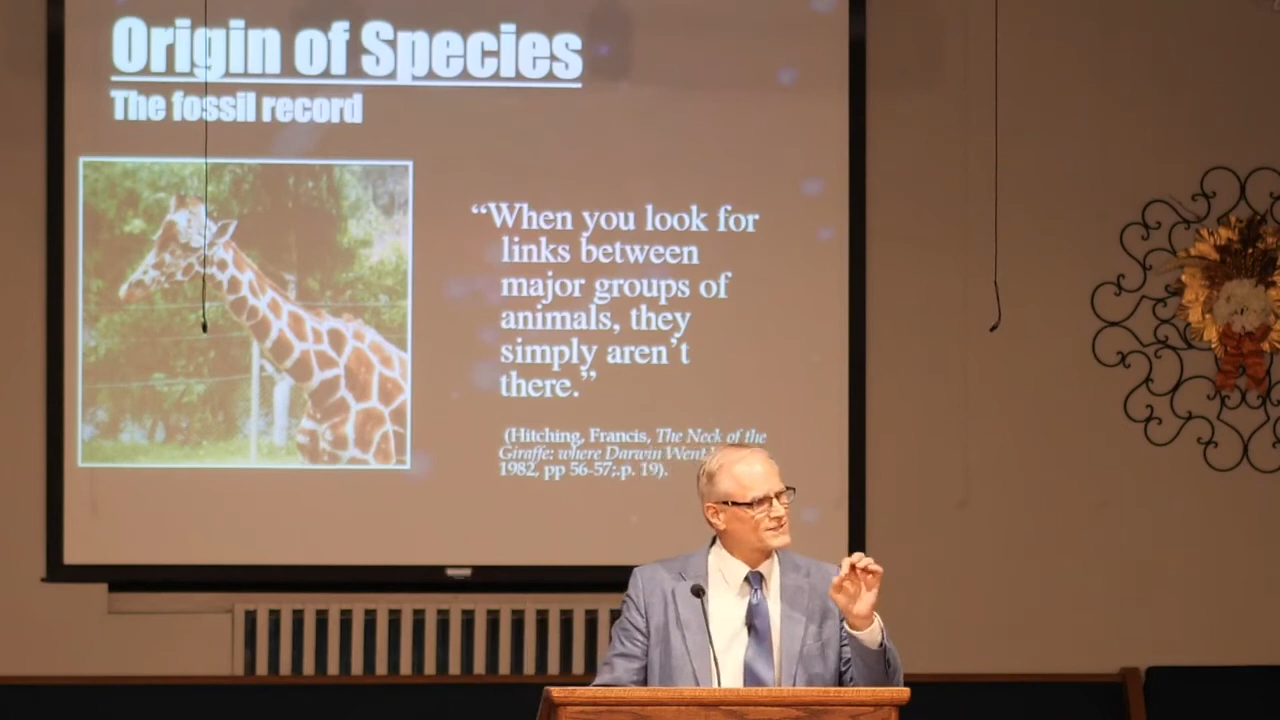 Origin of Species
The fossil record
“When you look for
links between
major groups of
animals, they
simply aren’t
there.”
(Hitching, Francis, The Neck of the
Giraffe: where Darwin Went
1982, pp 56-57;.p. 19).